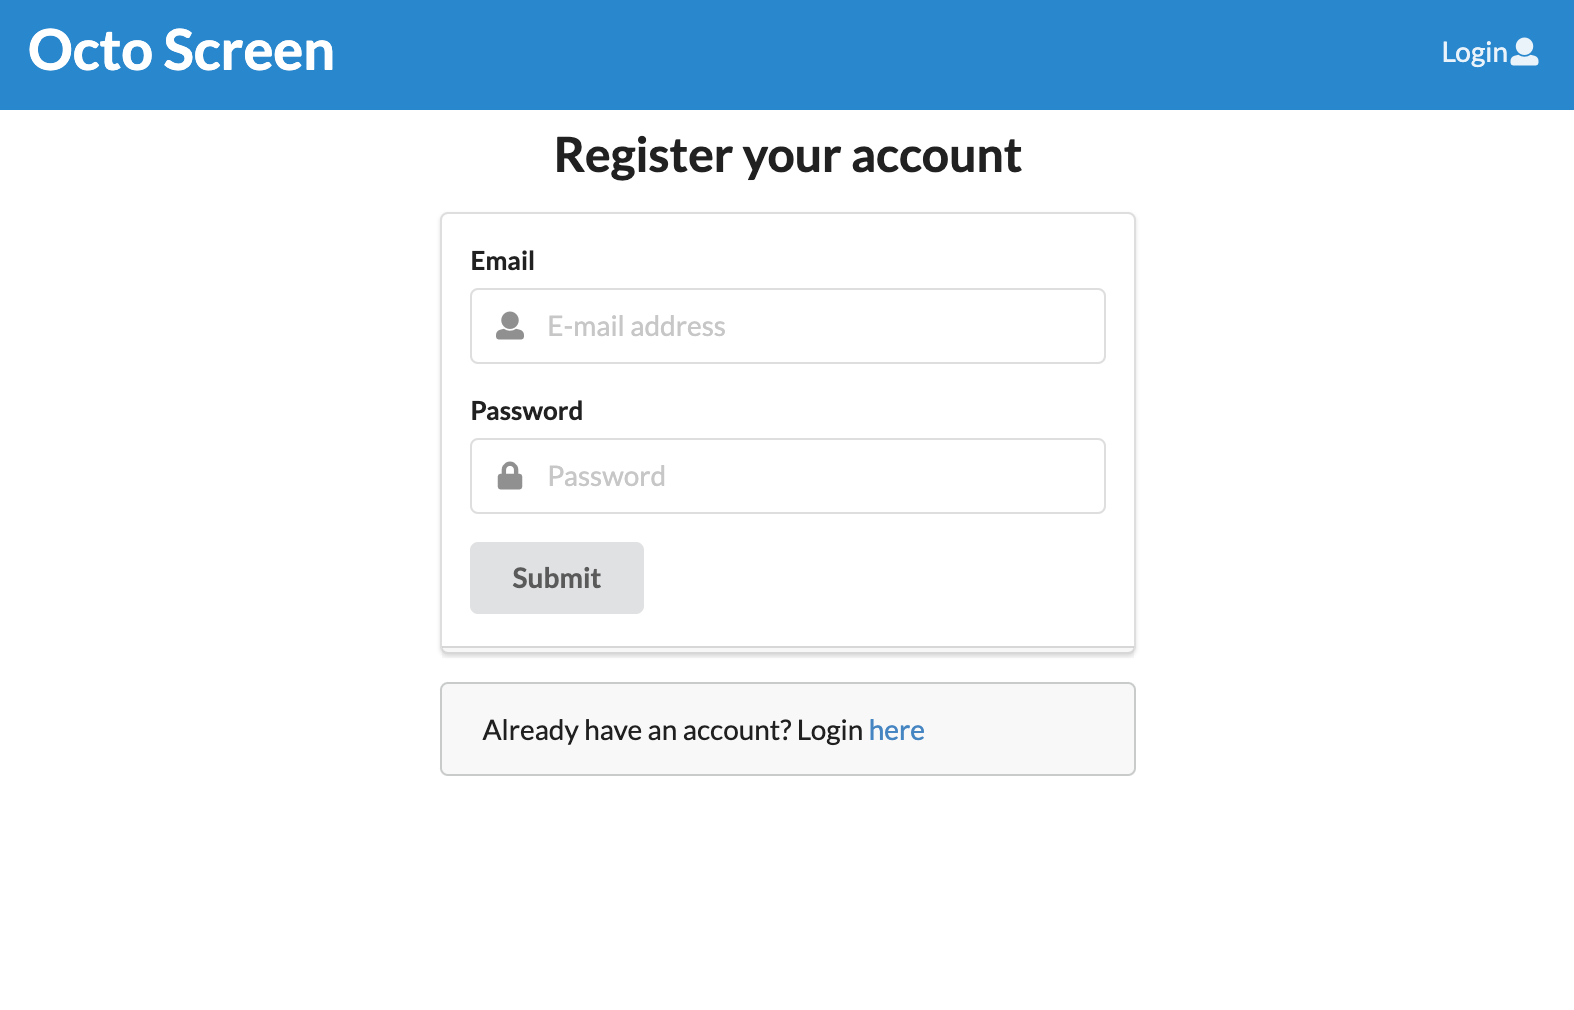 Octo Screen
Login
Register your account
Email
E-mail address
Password
Password
Submit
Already have an account? Login here